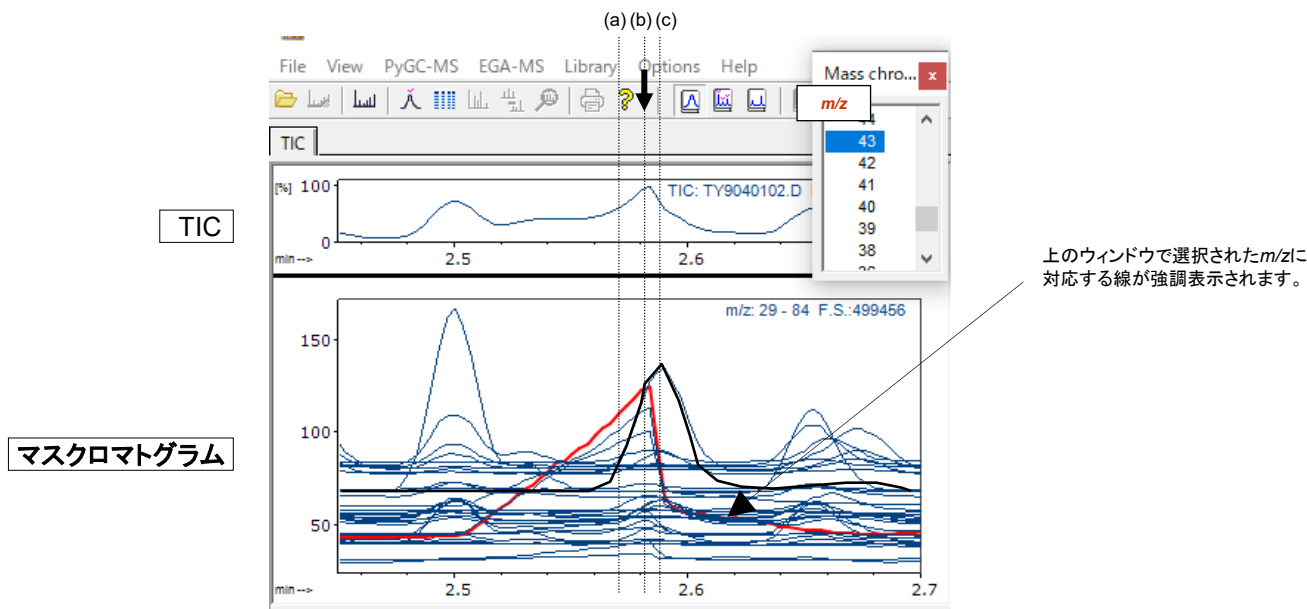 (a) (b) (c)
File View PyGC-MS EGA-MS Library Options Help
Mass chro... x
m/z
44
43
42
41
40
39
38
TIC
[%] 100
0
TIC: TY9040102.D
min-->
2.5
2.6
TIC
上のウィンドウで選択されたm/zに
対応する線が強調表示されます。
m/z: 29 - 84 F.S.:499456
150
100
50
マスクロマトグラム
min-->
2.5
2.6
2.7